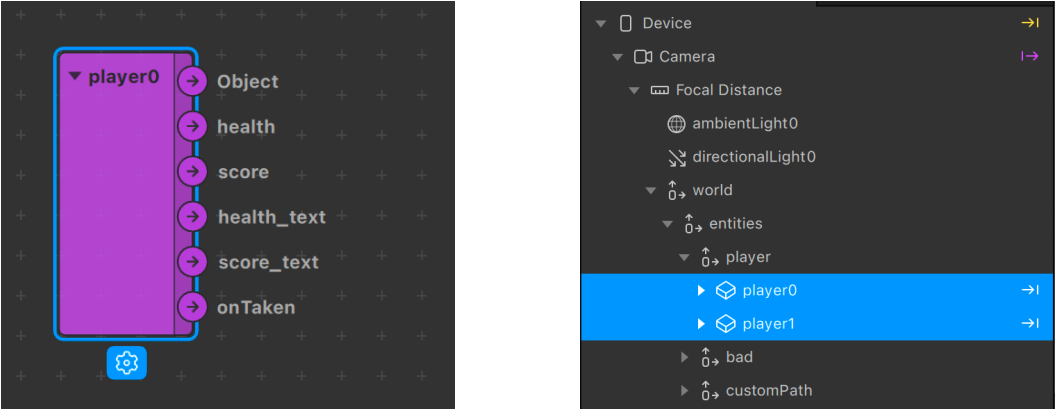 player0
Object
health
score
health_text
score_text
onTaken
Device
Camera
Focal Distance
ambientLight0
directionalLight0
world
entities
player
player0
player1
bad
customPath